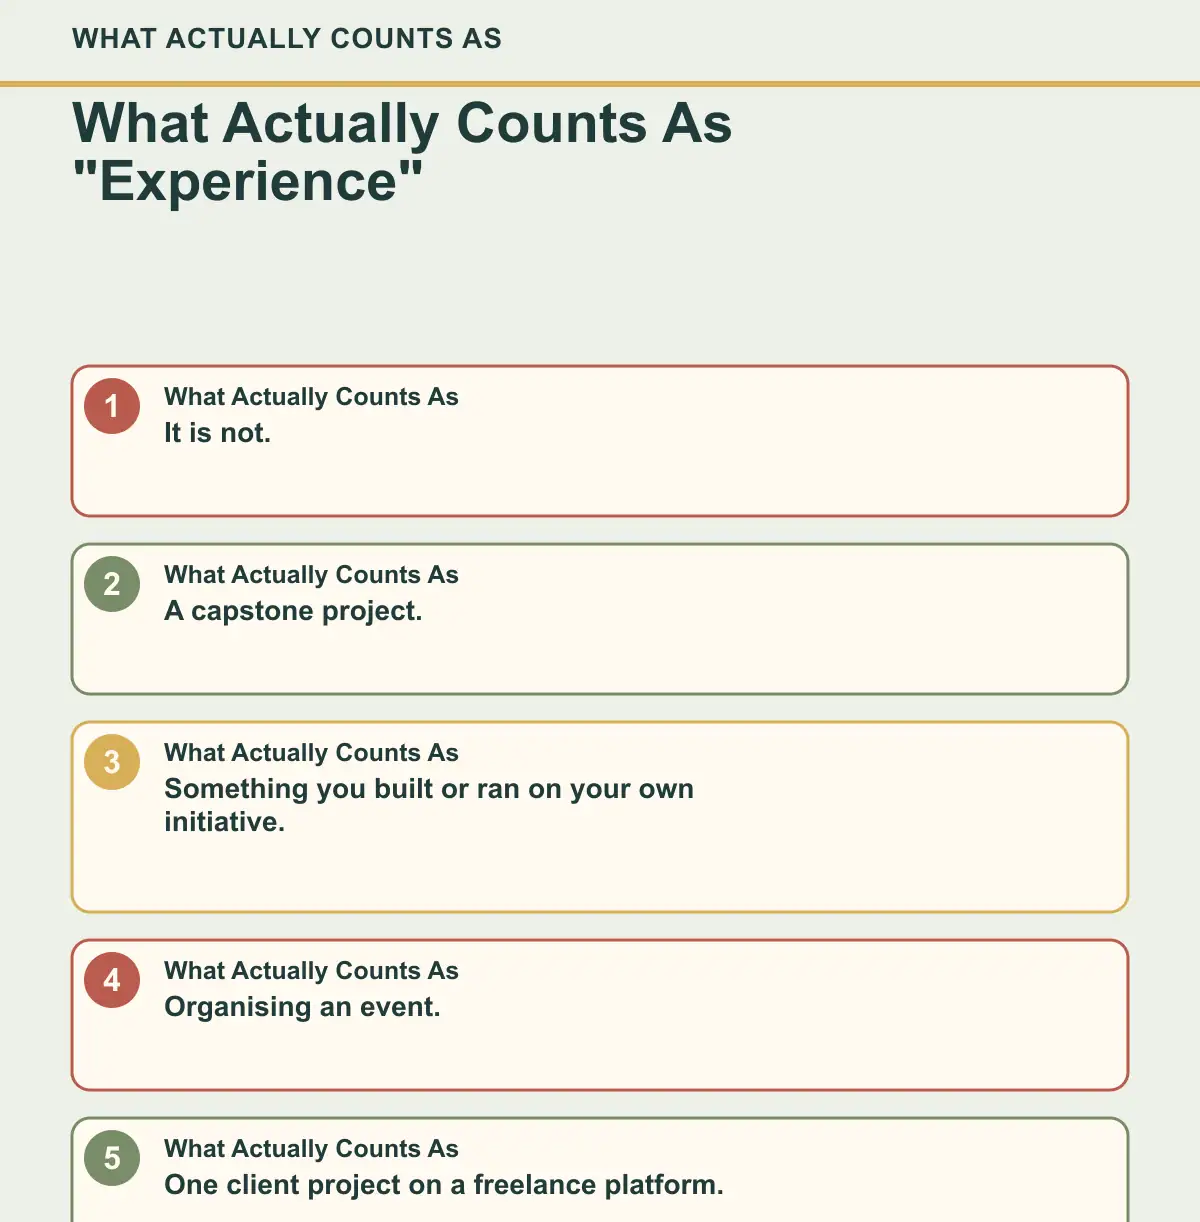 WHAT ACTUALLY COUNTS AS
What Actually Counts As
"Experience"
1
What Actually Counts As
It is not.
2
What Actually Counts As
A capstone project.
3
What Actually Counts As
Something you built or ran on your own
initiative.
4
What Actually Counts As
Organising an event.
5
What Actually Counts As
One client project on a freelance platform.